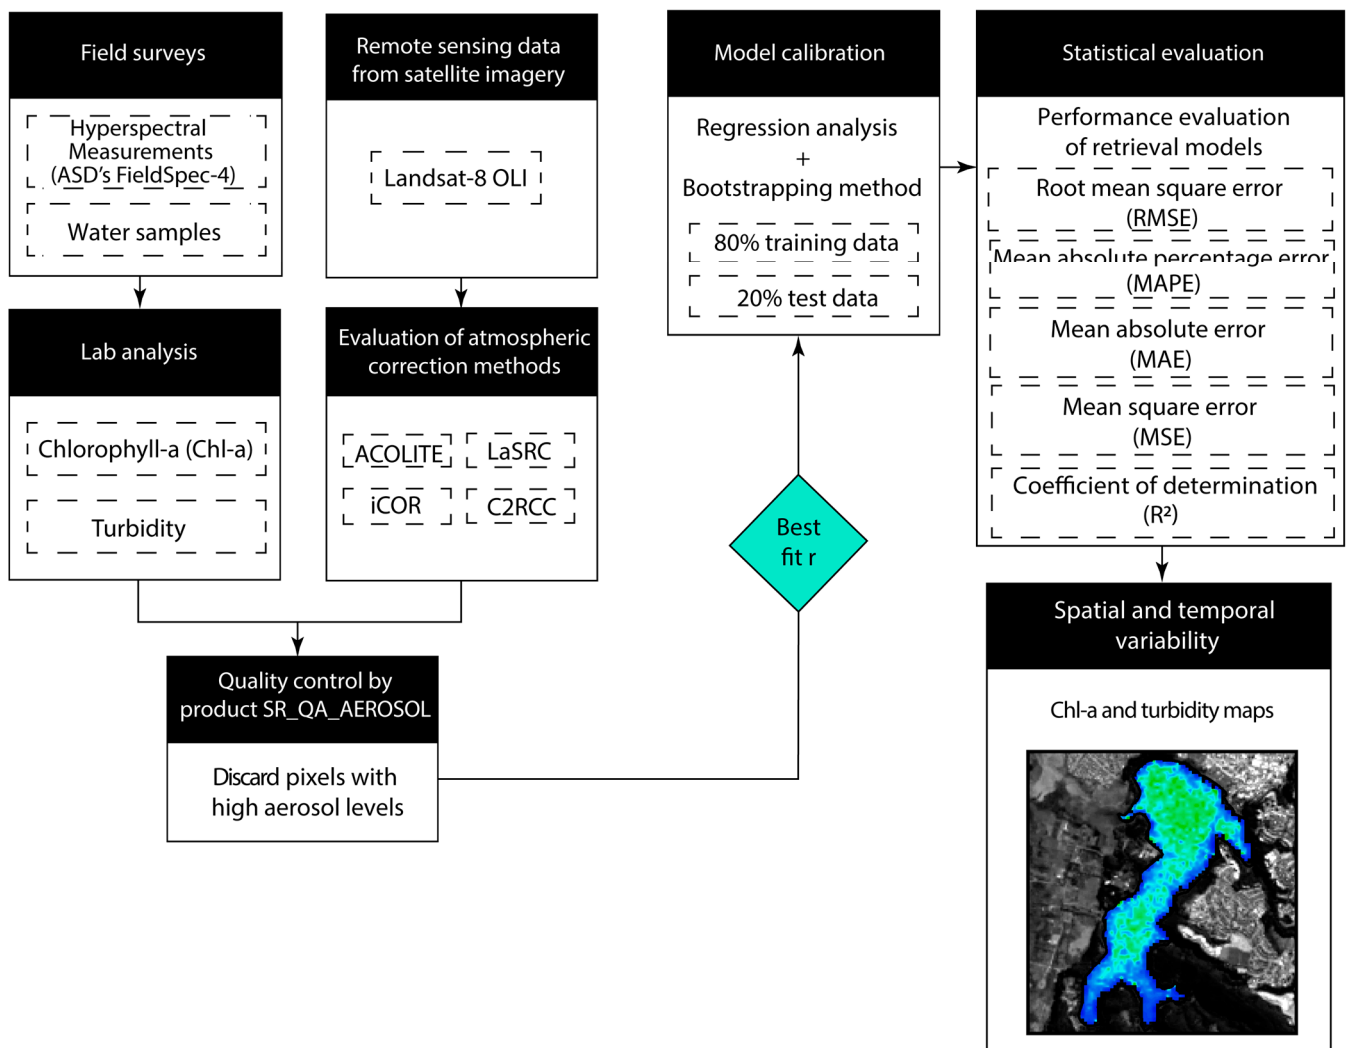 Field surveys
Hyperspectral
Measurements
(ASD's FieldSpec-4)
Water samples
Lab analysis
Chlorophyll-a (Chl-a)
Turbidity
Remote sensing data
from satellite imagery
Landsat-8 OLI
Evaluation of atmospheric
correction methods
ACOLITE
LaSRC
iCOR
C2RCC
Quality control by
product SR_QA_AEROSOL
Discard pixels with
high aerosol levels
Best
fit r
Model calibration
Regression analysis
+
Bootstrapping method
80% training data
20% test data
Statistical evaluation
Performance evaluation
of retrieval models
Root mean square error
(RMSE)
Mean absolute percentage error
(MAPE)
Mean absolute error
(MAE)
Mean square error
(MSE)
Coefficient of determination
(R²)
Spatial and temporal
variability
Chl-a and turbidity maps